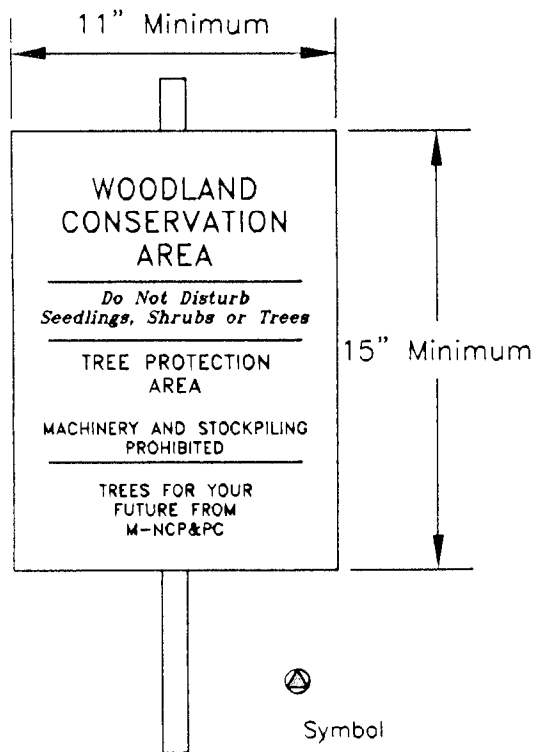 11" Minimum
WOODLAND
CONSERVATION
AREA
Do Not Disturb
Seedlings, Shrubs or Trees
TREE PROTECTION
AREA
15" Minimum
MACHINERY AND STOCKPILING
PROHIBITED
TREES FOR YOUR
FUTURE FROM
M-NCP&PC
Symbol